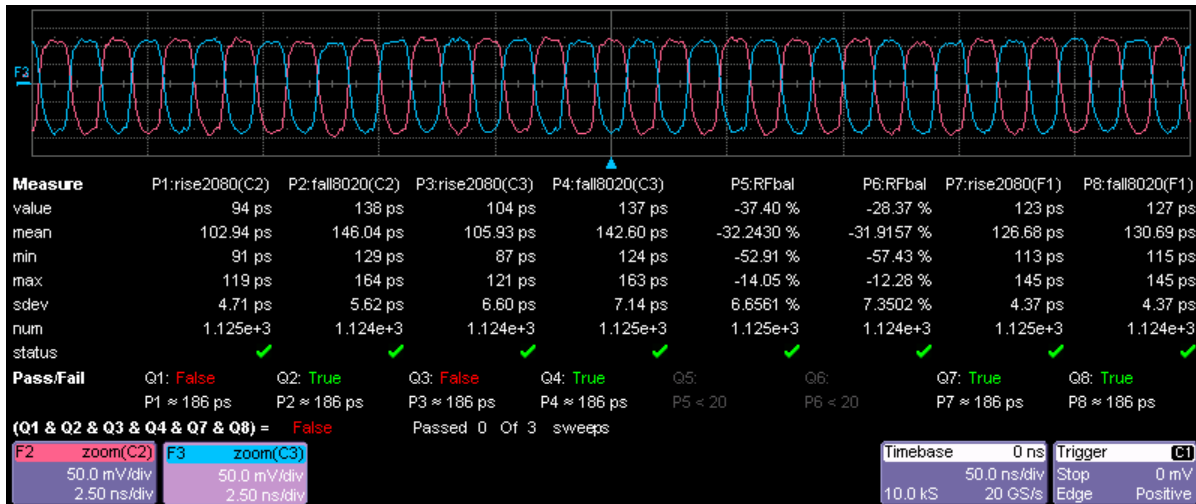 F3
Measure P1:rise2080(C2) P2:fall8020(C2) P3:rise2080(C3) P4:fall8020(C3) P5:RFbal P6:RFbal P7:rise2080(F1) P8:fall8020(F1)
value 94 ps 138 ps 104 ps 137 ps -37.40 % -28.37 % 123 ps 127 ps
mean 102.94 ps 146.04 ps 105.93 ps 142.60 ps -32.2430 % -31.9157 % 126.68 ps 130.69 ps
min 91 ps 129 ps 87 ps 124 ps -52.91 % -57.43 % 113 ps 115 ps
max 119 ps 164 ps 121 ps 163 ps -14.05 % -12.28 % 145 ps 145 ps
sdev 4.71 ps 5.62 ps 6.60 ps 7.14 ps 6.6561 % 7.3502 % 4.37 ps 4.37 ps
num 1.125e+3 1.124e+3 1.125e+3 1.125e+3 1.125e+3 1.124e+3 1.125e+3 1.124e+3
status
Pass/Fail Q1: False Q2: True Q3: False Q4: True Q5: Q6: Q7: True Q8: True
P1 ≈ 186 ps P2 ≈ 186 ps P3 ≈ 186 ps P4 ≈ 186 ps P5 < 20 P6 < 20 P7 ≈ 186 ps P8 ≈ 186 ps
(Q1 & Q2 & Q3 & Q4 & Q7 & Q8) = False Passed 0 Of 3 sweeps
F2 zoom(C2) F3 zoom(C3) Timebase 0 ns Trigger C1
50.0 mV/div 50.0 mV/div 50.0 ns/div Stop 0 mV
2.50 ns/div 2.50 ns/div 10.0 kS 20 GS/s Edge Positive